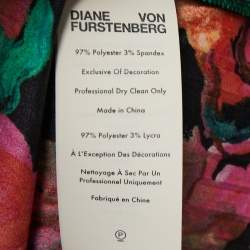 DIANE VON
FURSTENBERG
97% Polyester 3% Spandex
Exclusive Of Decoration
Professional Dry Clean Only
Made in China
97% Polyester 3% Lycra
À L'Exception Des Décorations
Nettoyage À Sec Par Un
Professionnel Uniquement
Fabriqué en Chine
P